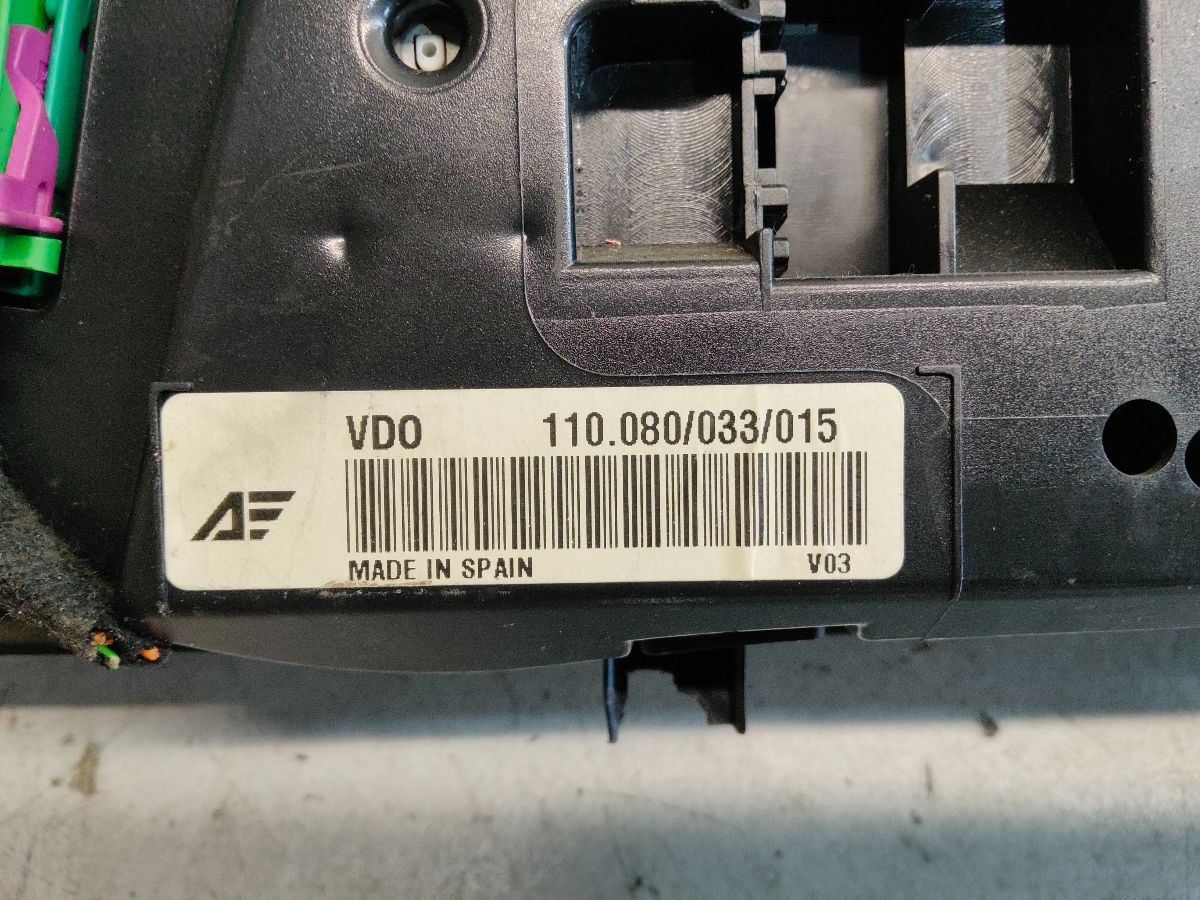 VDO 110.080/033/015
AE
MADE IN SPAIN V03